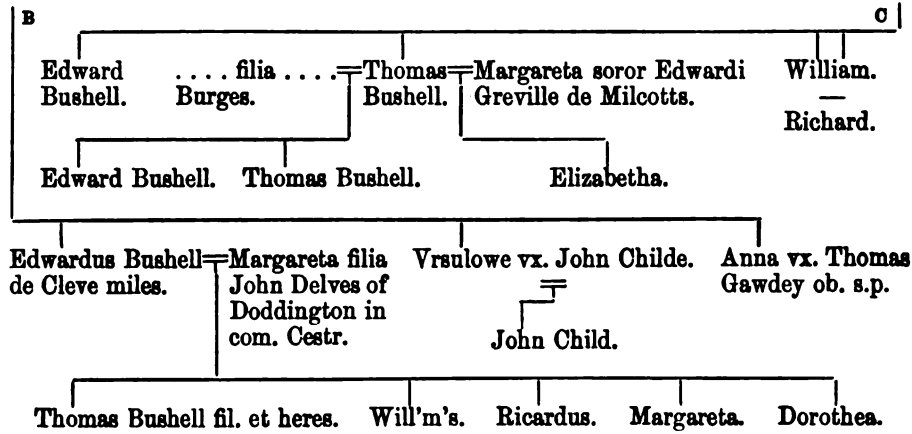 B C
Edward .... filia .... Thomas Margareta soror Edwardi William.
Bushell. Burges. Bushell. Greville de Milcotts.
Richard.
Edward Bushell. Thomas Bushell. Elizabetha.
Edwardus Bushell Margareta filia Vrsulowe vx. John Childe. Anna vx. Thomas
de Cleve miles. John Delves of Gawdey ob. s.p.
Doddington in
com. Cestr. John Child.
Thomas Bushell fil. et heres. Will'm's. Ricardus. Margareta. Dorothea.